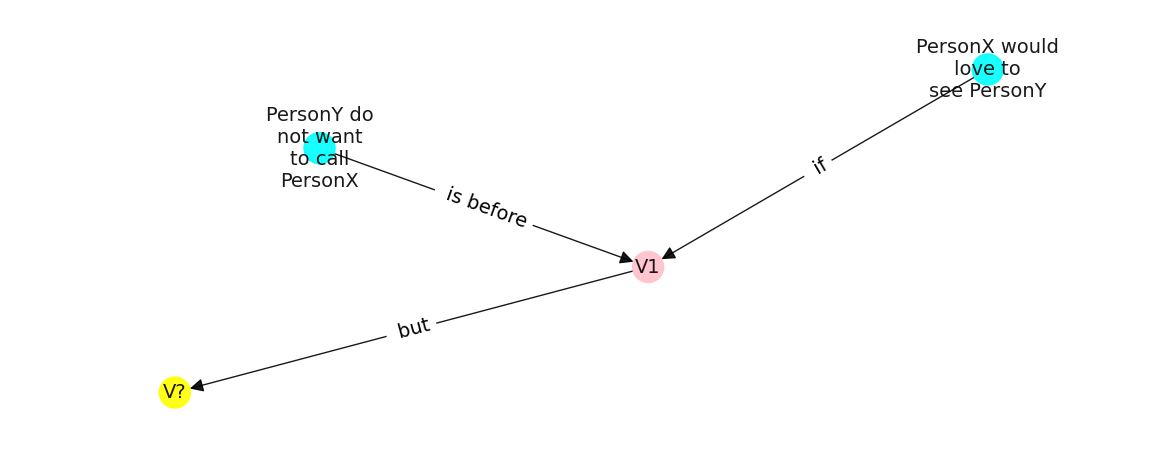 PersonX would
love to
see PersonY
PersonY do
not want
to call
PersonX
if
is before
V1
but
V?